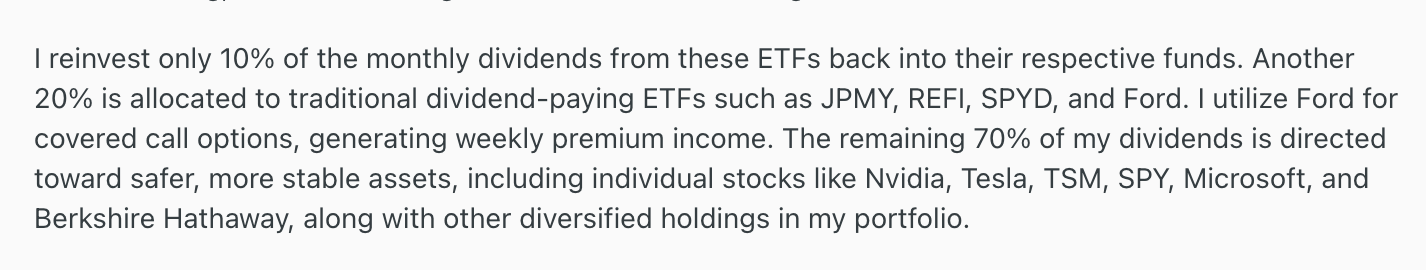 I reinvest only 10% of the monthly dividends from these ETFs back into their respective funds. Another
20% is allocated to traditional dividend-paying ETFs such as JPMY, REFI, SPYD, and Ford. I utilize Ford for
covered call options, generating weekly premium income. The remaining 70% of my dividends is directed
toward safer, more stable assets, including individual stocks like Nvidia, Tesla, TSM, SPY, Microsoft, and
Berkshire Hathaway, along with other diversified holdings in my portfolio.